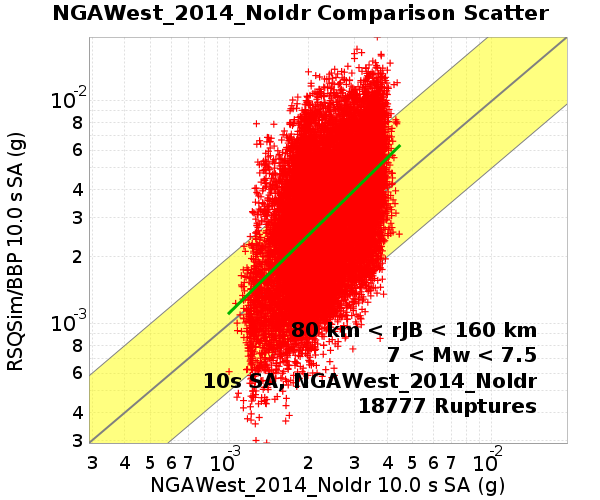 NGAWest_2014_NoIdr Comparison Scatter
RSQSim/BBP 10.0 s SA (g)
10^-2
8
6
4
3
2
10^-3
8
6
4
3
80 km < rJB < 160 km
7 < Mw < 7.5
10s SA, NGAWest_2014_NoIdr
18777 Ruptures
3 4 5 6 7 10^-3 2 3 4 5 6 7 10^-2
NGAWest_2014_NoIdr 10.0 s SA (g)